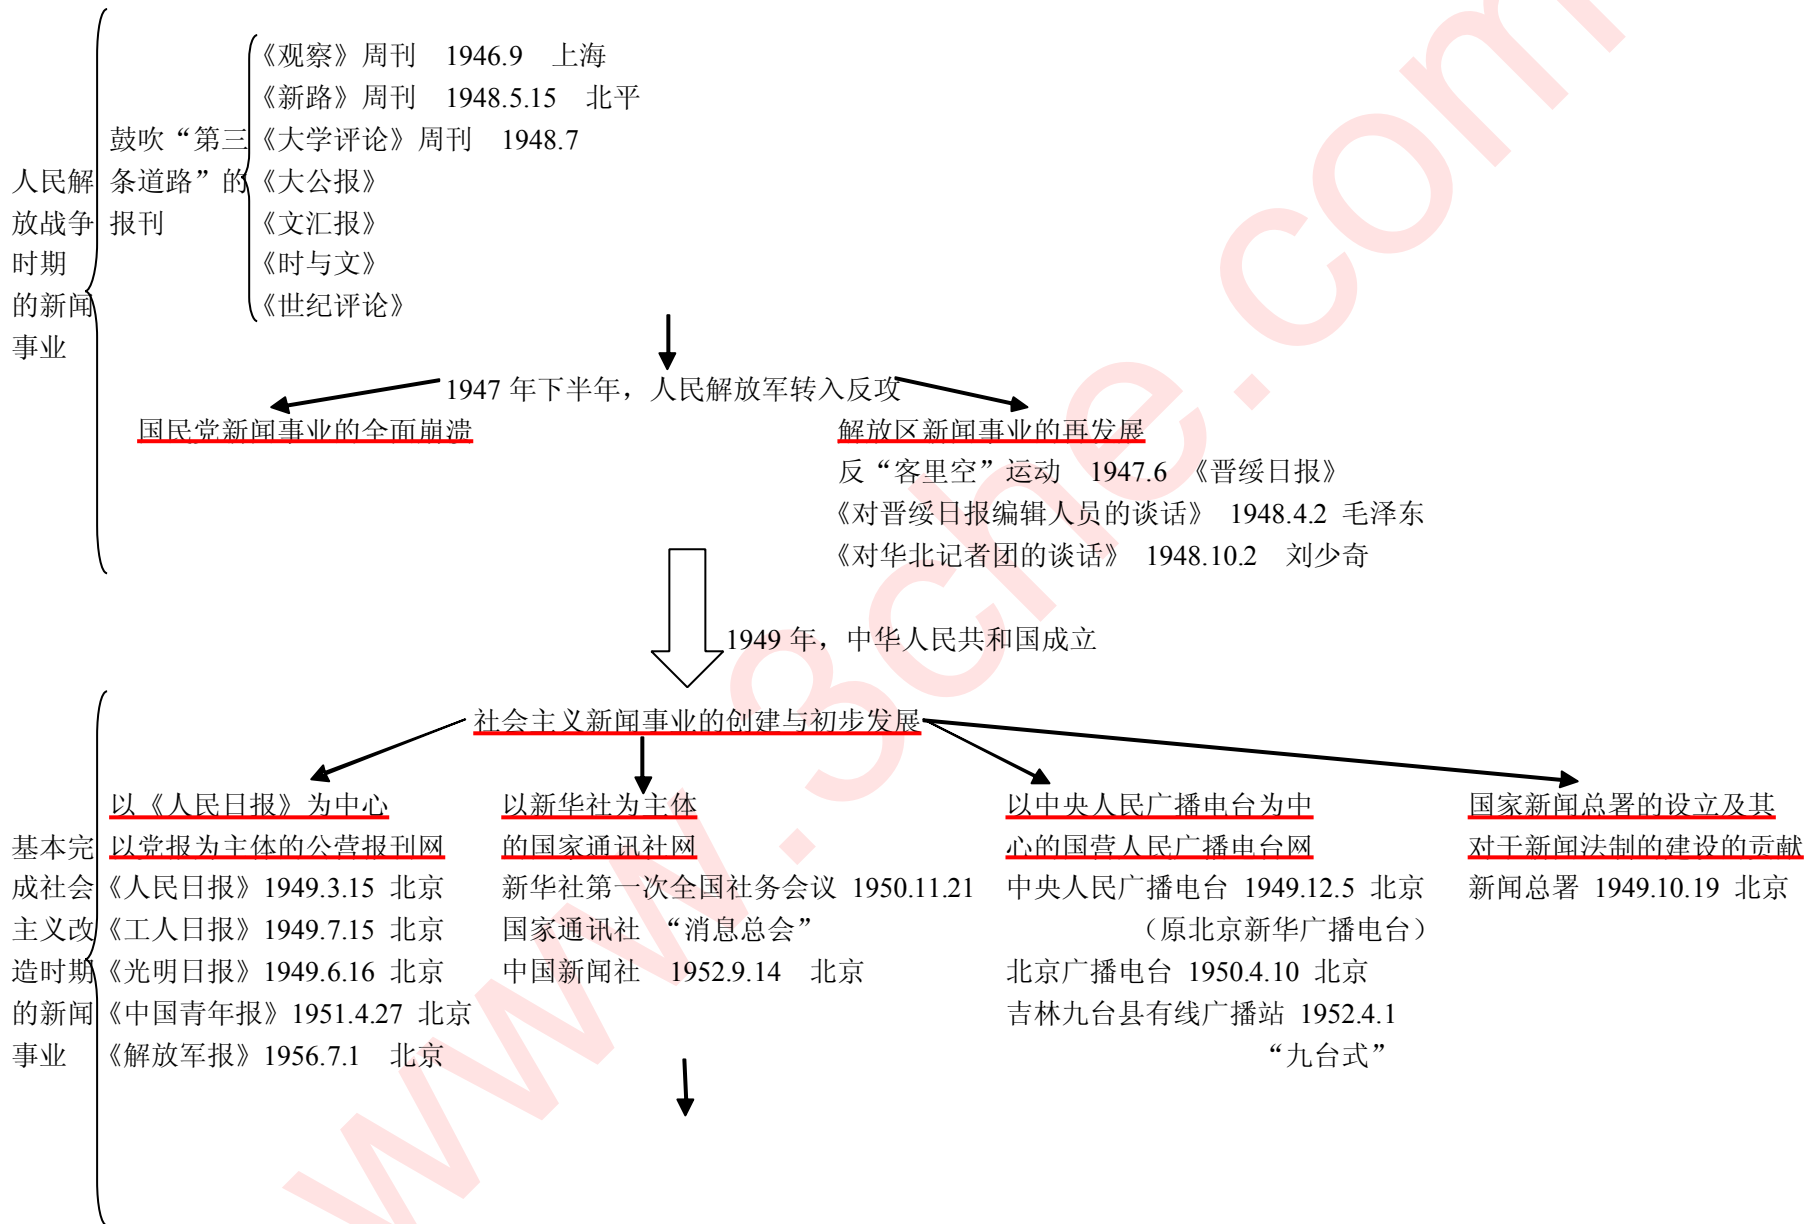 《观察》周刊 1946.9 上海
《新路》周刊 1948.5.15 北平
鼓吹“第三《大学评论》周刊 1948.7
人民解 条道路”的《大公报》
放战争 报刊 《文汇报》
时期 《时与文》
的新闻 《世纪评论》
事业
1947 年下半年，人民解放军转入反攻
国民党新闻事业的全面崩溃 解放区新闻事业的再发展
反“客里空”运动 1947.6 《晋绥日报》
《对晋绥日报编辑人员的谈话》 1948.4.2 毛泽东
《对华北记者团的谈话》 1948.10.2 刘少奇
1949 年，中华人民共和国成立
社会主义新闻事业的创建与初步发展
以《人民日报》为中心 以新华社为主体 以中央人民广播电台为中 国家新闻总署的设立及其
基本完 以党报为主体的公营报刊网 的国家通讯社网 心的国营人民广播电台网 对于新闻法制的建设的贡献
成社会 《人民日报》1949.3.15 北京 新华社第一次全国社务会议 1950.11.21 中央人民广播电台 1949.12.5 北京 新闻总署 1949.10.19 北京
主义改 《工人日报》1949.7.15 北京 国家通讯社 “消息总会” （原北京新华广播电台）
造时期 《光明日报》1949.6.16 北京 中国新闻社 1952.9.14 北京 北京广播电台 1950.4.10 北京
的新闻 《中国青年报》1951.4.27 北京 吉林九台县有线广播站 1952.4.1
事业 《解放军报》1956.7.1 北京 “九台式”
www.3che.com